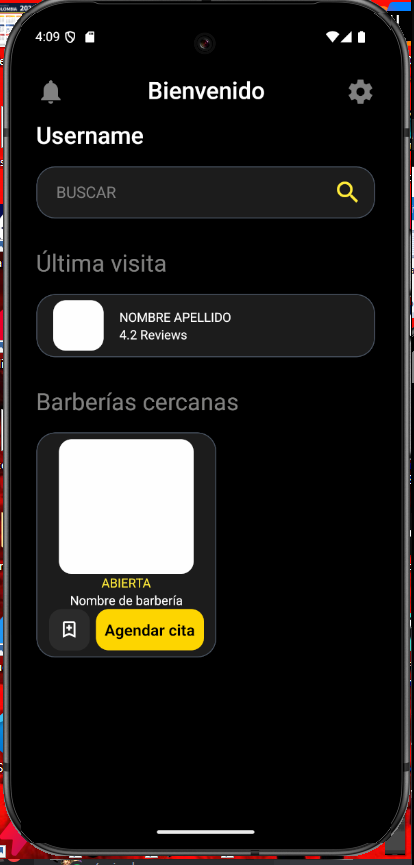 4:09
Bienvenido
Username
BUSCAR
Última visita
NOMBRE APELLIDO
4.2 Reviews
Barberías cercanas
ABIERTA
Nombre de barbería
Agendar cita